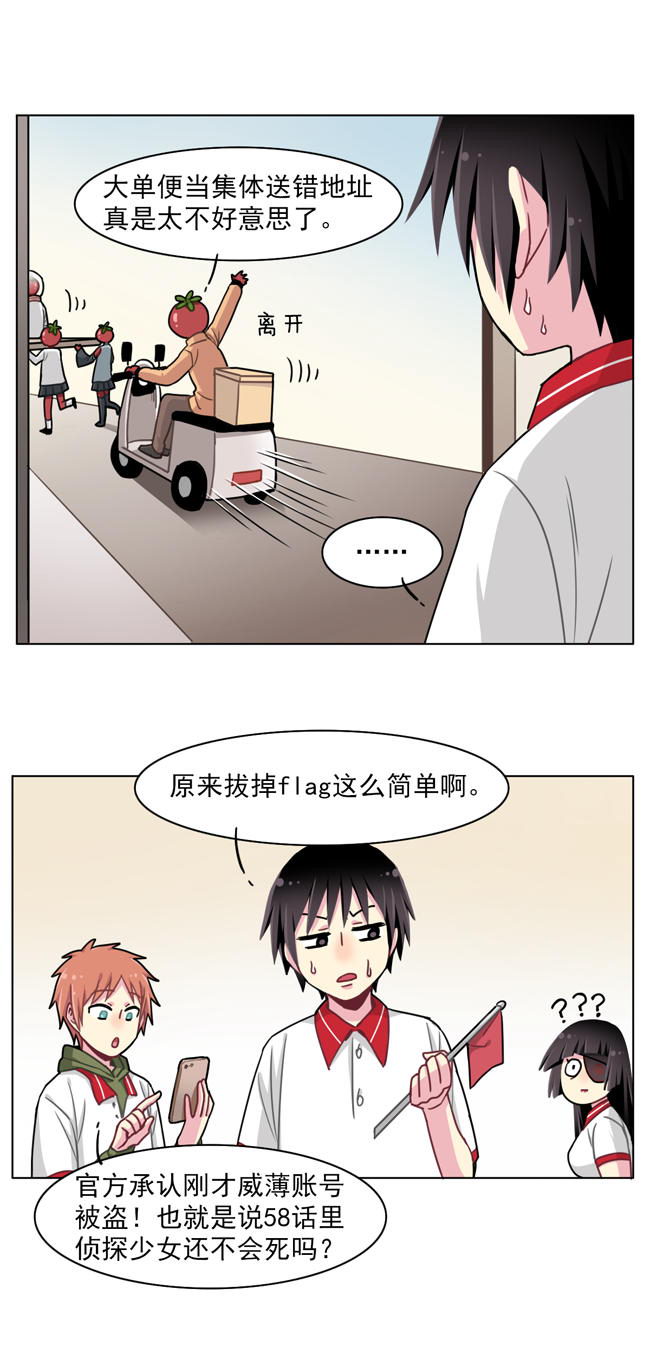 大单便当集体送错地址
真是太不好意思了。
离开
……
原来拔掉flag这么简单啊。
???
官方承认刚才威薄账号
被盗！也就是说58话里
侦探少女还不会死吗？